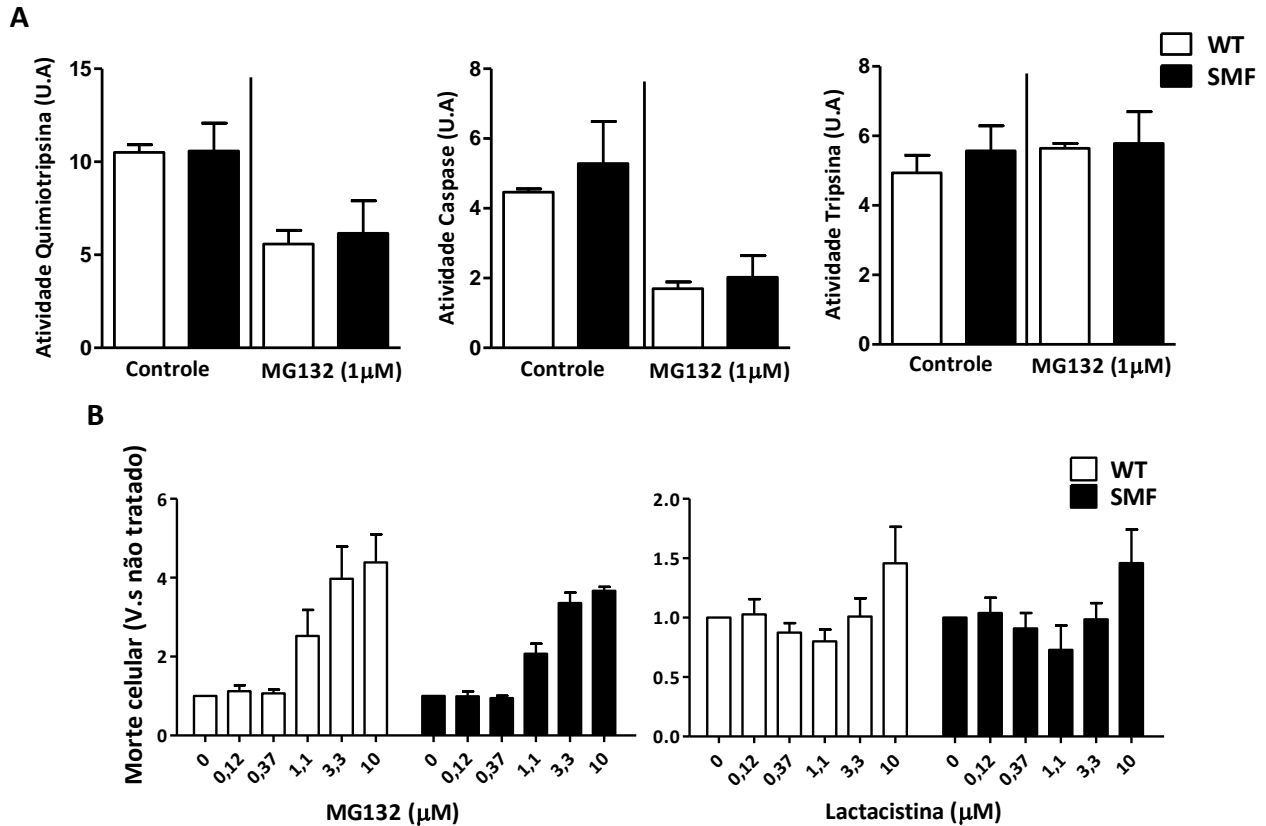 A
WT
SMF
Atividade Quimiotripsina (U.A)
15
10
5
0
Controle
MG132 (1μM)
Atividade Caspase (U.A)
8
6
4
2
0
Controle
MG132 (1μM)
Atividade Tripsina (U.A)
8
6
4
2
0
Controle
MG132 (1μM)
B
WT
SMF
Morte celular (V.s não tratado)
6
4
2
0
0
0,12
0,37
1,1
3,3
10
0
0,12
0,37
1,1
3,3
10
MG132 (μM)
2.0
1.5
1.0
0.5
0.0
0
0,12
0,37
1,1
3,3
10
0
0,12
0,37
1,1
3,3
10
Lactacistina (μM)